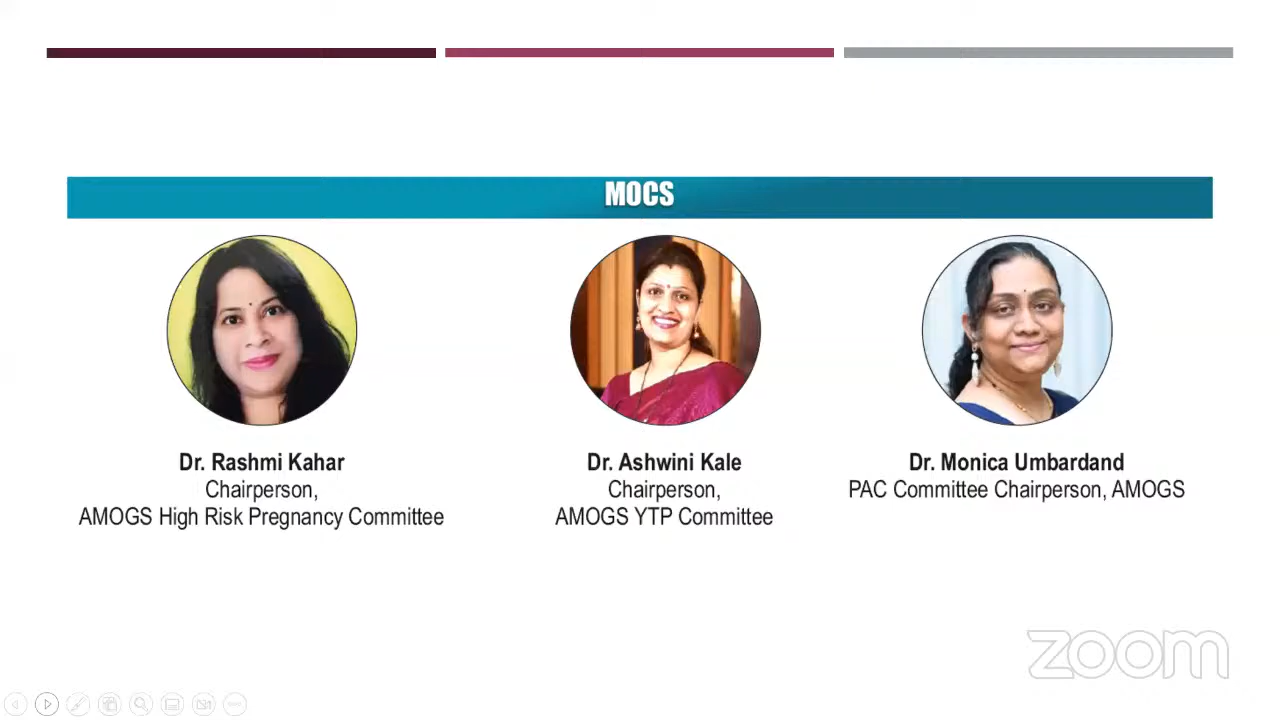 MOCS
Dr. Rashmi Kahar
Chairperson,
AMOGS High Risk Pregnancy Committee
Dr. Ashwini Kale
Chairperson,
AMOGS YTP Committee
Dr. Monica Umbardand
PAC Committee Chairperson, AMOGS
zoom